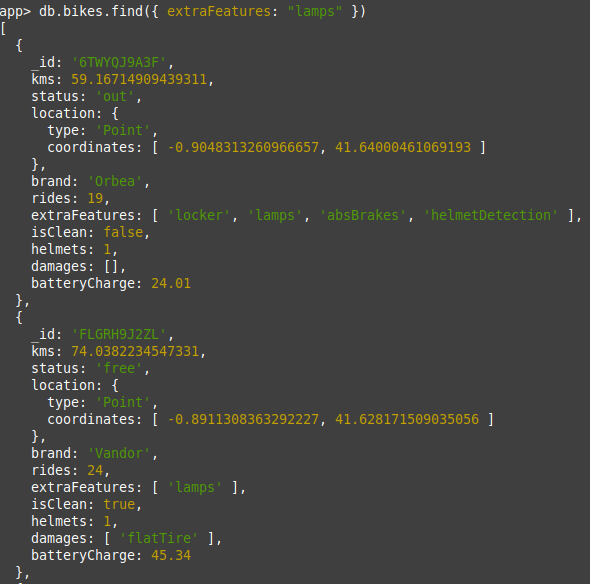 app> db.bikes.find({ extraFeatures: "lamps" })
[
  {
    _id: '6TWYQJ9A3F',
    kms: 59.16714909439311,
    status: 'out',
    location: {
      type: 'Point',
      coordinates: [ -0.9048313260966657, 41.64000461069193 ]
    },
    brand: 'Orbea',
    rides: 19,
    extraFeatures: [ 'locker', 'lamps', 'absBrakes', 'helmetDetection' ],
    isClean: false,
    helmets: 1,
    damages: [],
    batteryCharge: 24.01
  },
  {
    _id: 'FLGRH9J2ZL',
    kms: 74.0382234547331,
    status: 'free',
    location: {
      type: 'Point',
      coordinates: [ -0.8911308363292227, 41.628171509035056 ]
    },
    brand: 'Vandor',
    rides: 24,
    extraFeatures: [ 'lamps' ],
    isClean: true,
    helmets: 1,
    damages: [ 'flatTire' ],
    batteryCharge: 45.34
  },